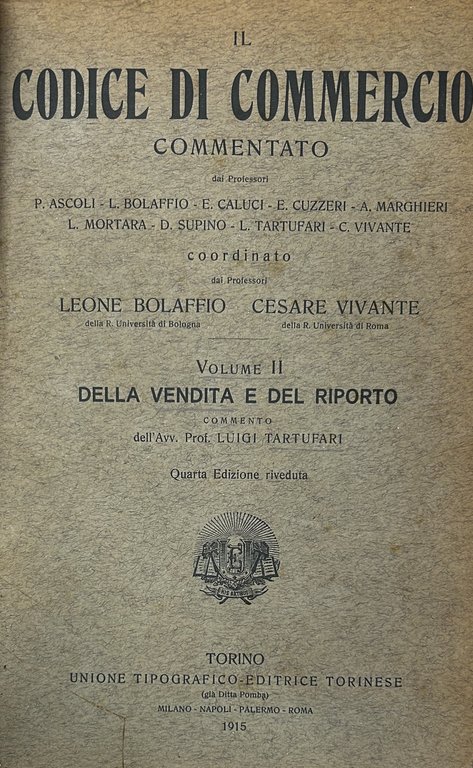 IL
CODICE DI COMMERCIO
COMMENTATO
dai Professori
P. ASCOLI - L. BOLAFFIO - E. CALUCI - E. CUZZERI - A. MARGHIERI
L. MORTARA - D. SUPINO - L. TARTUFARI - C. VIVANTE
coordinato
dai Professori
LEONE BOLAFFIO CESARE VIVANTE
della R. Università di Bologna della R. Università di Roma
VOLUME II
DELLA VENDITA E DEL RIPORTO
COMMENTO
dell'Avv. Prof. LUIGI TARTUFARI
Quarta Edizione riveduta
HIS ARTIBUS
TORINO
UNIONE TIPOGRAFICO-EDITRICE TORINESE
(già Ditta Pomba)
MILANO - NAPOLI - PALERMO - ROMA
1915